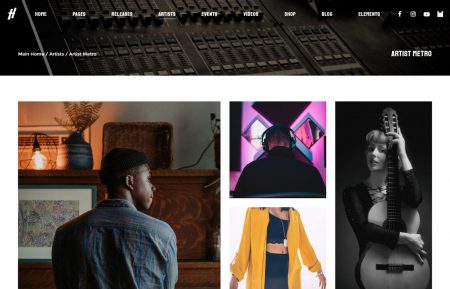 HOME PAGES RELEASES ARTISTS EVENTS VIDEOS SHOP BLOG ELEMENTS
Main Home / Artists / Artist Metro
ARTIST METRO